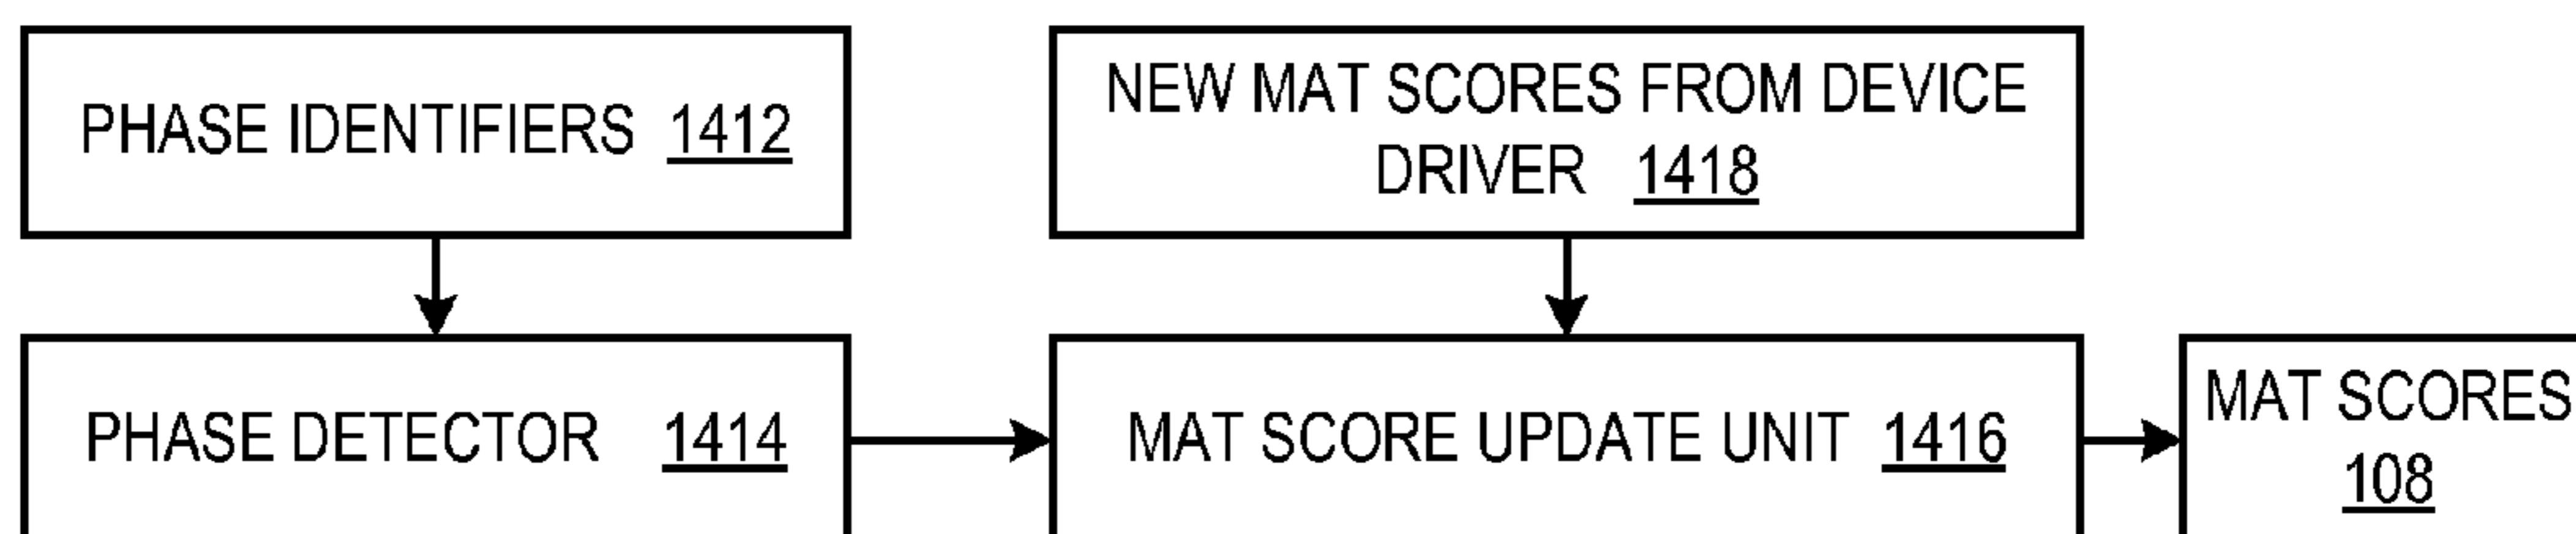 PHASE IDENTIFIERS 1412
NEW MAT SCORES FROM DEVICE
DRIVER 1418
PHASE DETECTOR 1414
MAT SCORE UPDATE UNIT 1416
MAT SCORES
108